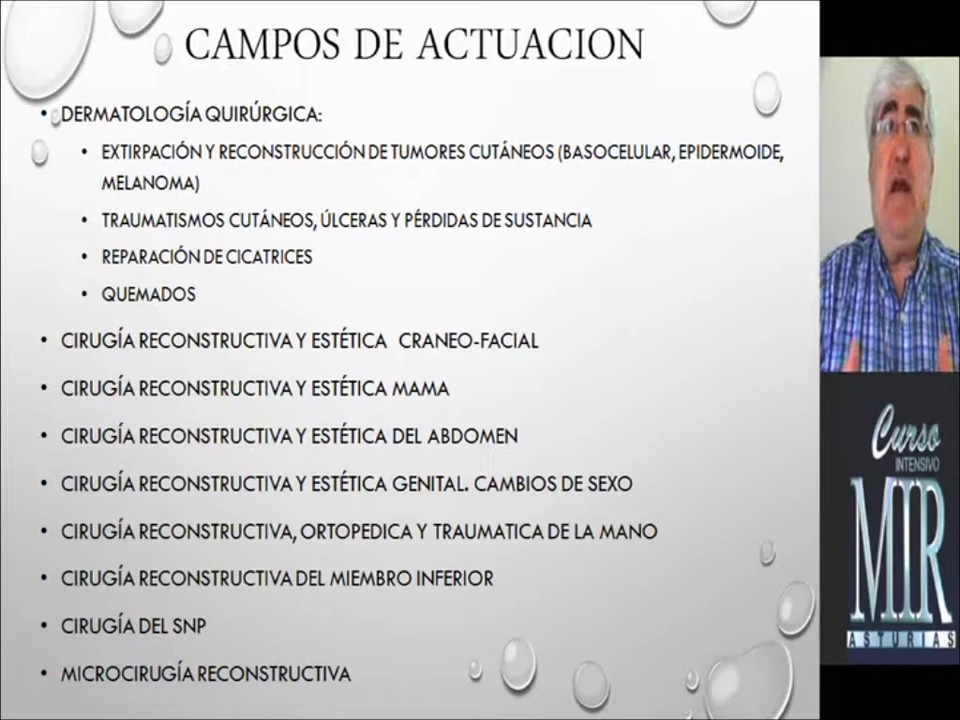 CAMPOS DE ACTUACION
• DERMATOLOGÍA QUIRÚRGICA:
• EXTIRPACIÓN Y RECONSTRUCCIÓN DE TUMORES CUTÁNEOS (BASOCELULAR, EPIDERMOIDE,
MELANOMA)
• TRAUMATISMOS CUTÁNEOS, ÚLCERAS Y PÉRDIDAS DE SUSTANCIA
• REPARACIÓN DE CICATRICES
• QUEMADOS
• CIRUGÍA RECONSTRUCTIVA Y ESTÉTICA CRANEO-FACIAL
• CIRUGÍA RECONSTRUCTIVA Y ESTÉTICA MAMA
• CIRUGÍA RECONSTRUCTIVA Y ESTÉTICA DEL ABDOMEN
• CIRUGÍA RECONSTRUCTIVA Y ESTÉTICA GENITAL. CAMBIOS DE SEXO
• CIRUGÍA RECONSTRUCTIVA, ORTOPEDICA Y TRAUMATICA DE LA MANO
• CIRUGÍA RECONSTRUCTIVA DEL MIEMBRO INFERIOR
• CIRUGÍA DEL SNP
• MICROCIRUGÍA RECONSTRUCTIVA
Curso
INTENSIVO
MIR
ASTURIAS